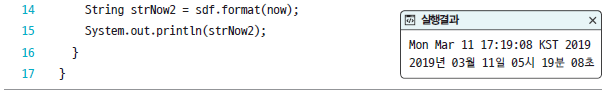 14 String strNow2 = sdf.format(now);
15 System.out.println(strNow2);
16 }
17 }
실행결과
Mon Mar 11 17:19:08 KST 2019
2019년 03월 11일 05시 19분 08초